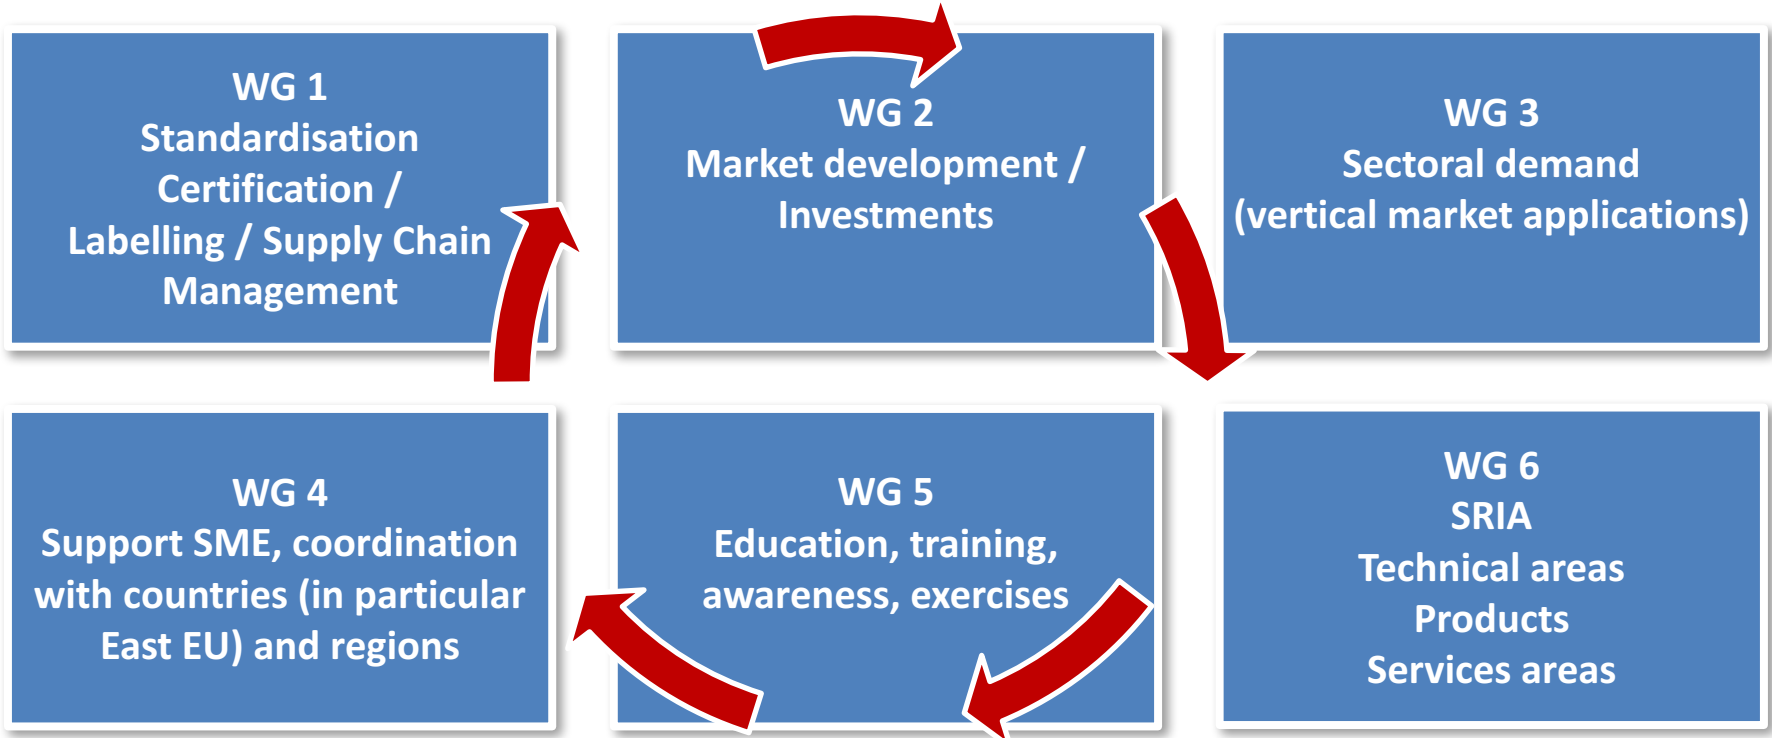 WG 1
Standardisation
Certification /
Labelling / Supply Chain
Management
WG 2
Market development /
Investments
WG 3
Sectoral demand
(vertical market applications)
WG 4
Support SME, coordination
with countries (in particular
East EU) and regions
WG 5
Education, training,
awareness, exercises
WG 6
SRIA
Technical areas
Products
Services areas